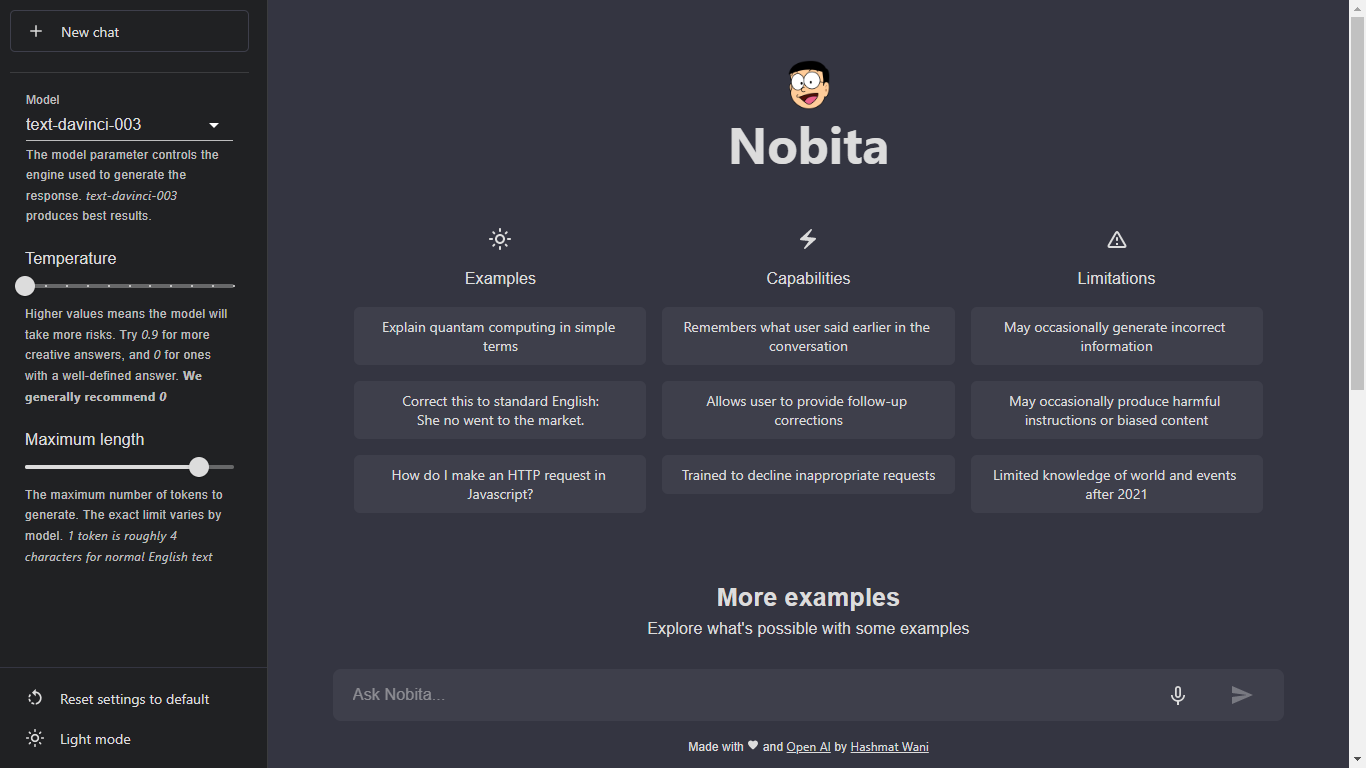 New chat
Model
text-davinci-003
The model parameter controls the
engine used to generate the
response. text-davinci-003
produces best results.
Temperature
Higher values means the model will
take more risks. Try 0.9 for more
creative answers, and 0 for ones
with a well-defined answer. We
generally recommend 0
Maximum length
The maximum number of tokens to
generate. The exact limit varies by
model. 1 token is roughly 4
characters for normal English text
Reset settings to default
Light mode
Nobita
Examples
Explain quantam computing in simple
terms
Correct this to standard English:
She no went to the market.
How do I make an HTTP request in
Javascript?
Capabilities
Remembers what user said earlier in the
conversation
Allows user to provide follow-up
corrections
Trained to decline inappropriate requests
Limitations
May occasionally generate incorrect
information
May occasionally produce harmful
instructions or biased content
Limited knowledge of world and events
after 2021
More examples
Explore what's possible with some examples
Ask Nobita...
Made with ♥ and Open AI by Hashmat Wani